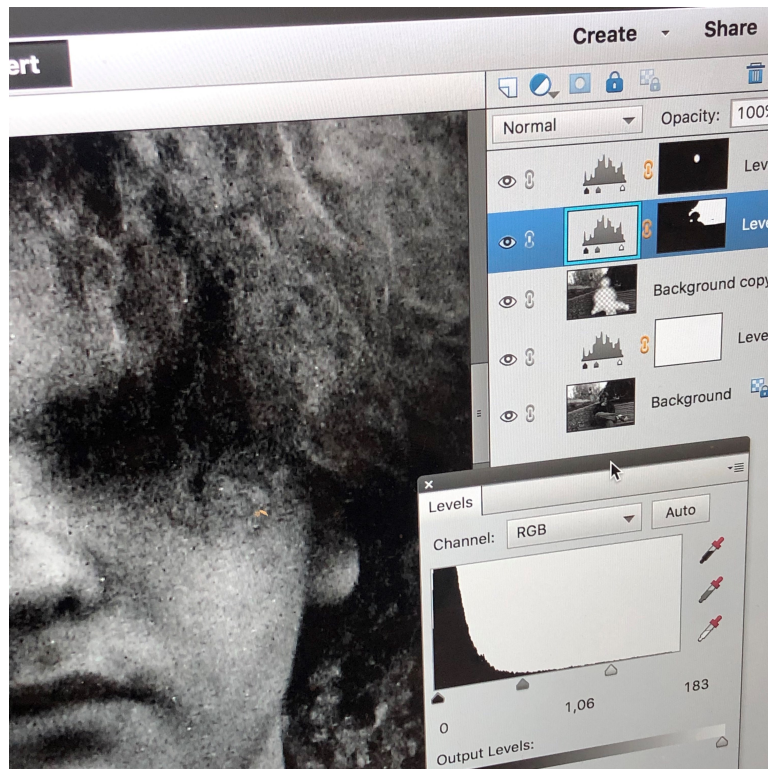 Create Share
ert
Normal Opacity: 100%
Lev
Leve
Background copy
Leve
Background
Levels
Channel: RGB Auto
0 1,06 183
Output Levels: